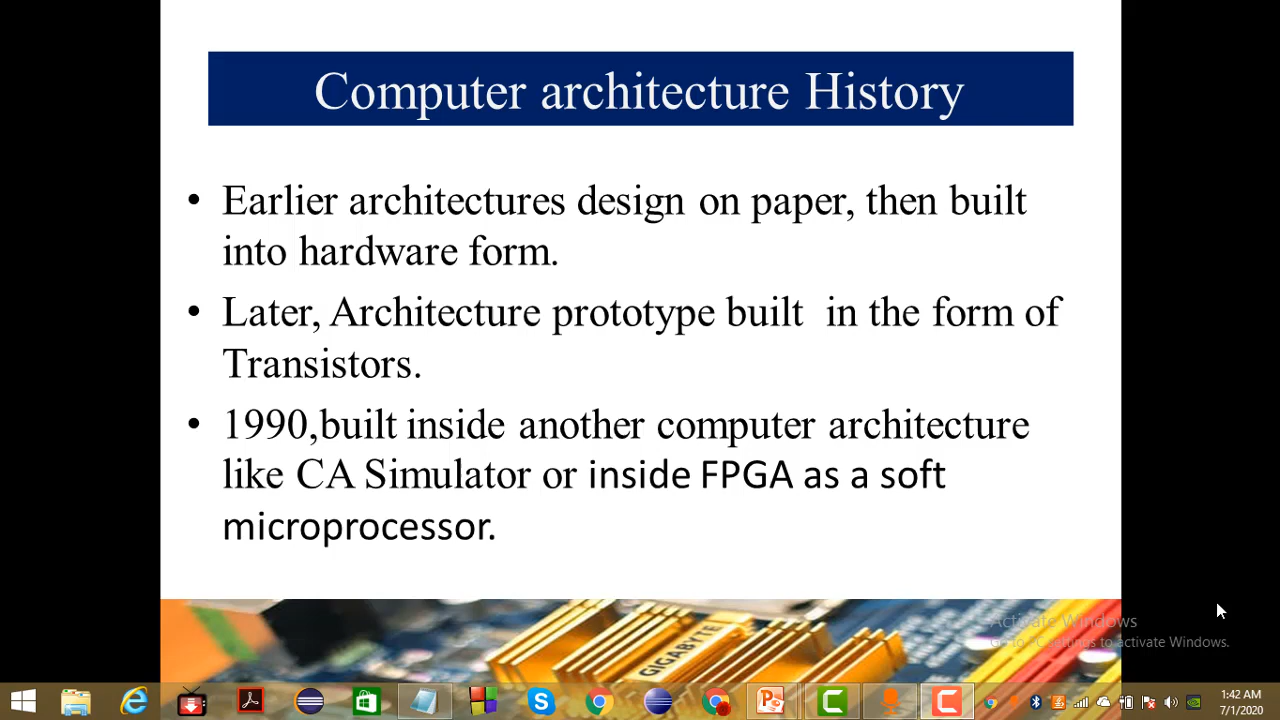 Computer architecture History
• Earlier architectures design on paper, then built
into hardware form.
• Later, Architecture prototype built in the form of
Transistors.
• 1990,built inside another computer architecture
like CA Simulator or inside FPGA as a soft
microprocessor.
GIGABYTE
Activate Windows
Go to settings to activate Windows.
1:42 AM
7/1/2020